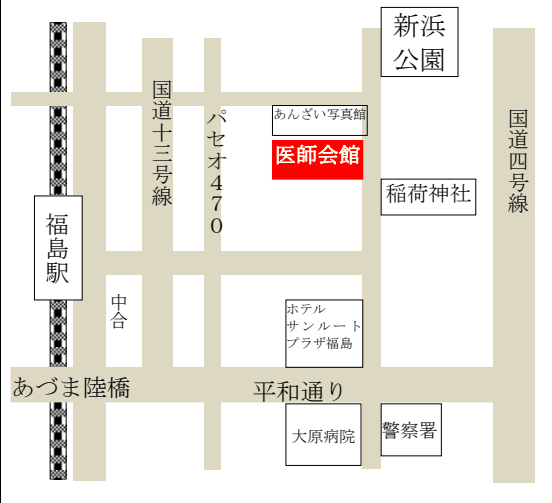 新浜
公園
あんざい写真館
医師会館
国道十三号線
パセオ470
国道四号線
稲荷神社
福島駅
中合
ホテル
サンルート
プラザ福島
あづま陸橋
平和通り
大原病院
警察署